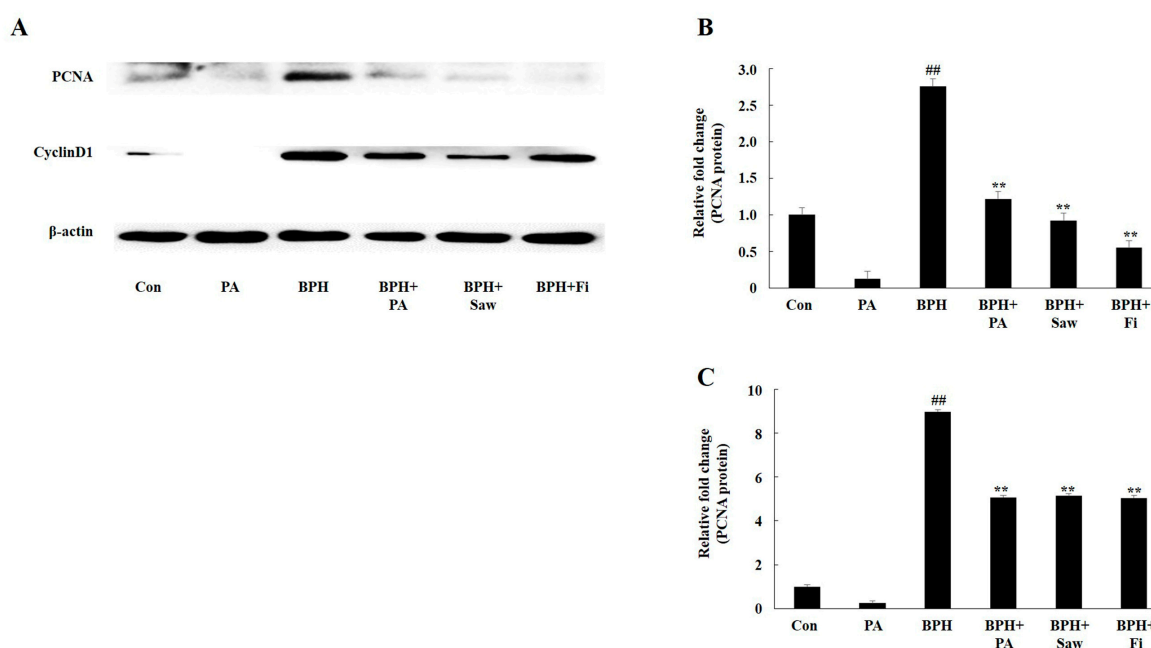 A
PCNA
CyclinD1
β-actin
Con PA BPH BPH+ BPH+ BPH+Fi
PA Saw
B
Relative fold change
(PCNA protein)
3.0
2.5
2.0
1.5
1.0
0.5
0
##
**
**
**
Con PA BPH BPH+ BPH+ BPH+
PA Saw Fi
C
Relative fold change
(PCNA protein)
10
8
6
4
2
0
##
** ** **
Con PA BPH BPH+ BPH+ BPH+
PA Saw Fi